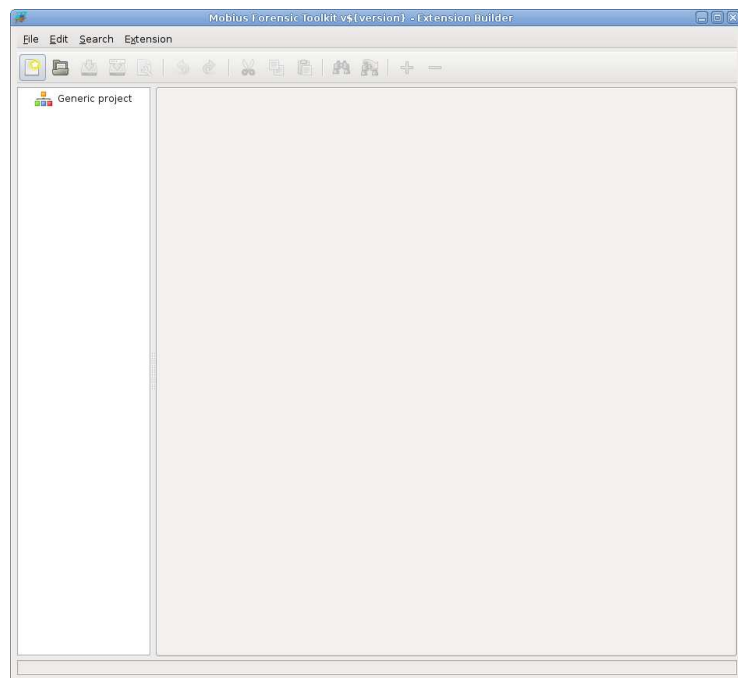 Mobius Forensic Toolkit v${version} - Extension Builder
File Edit Search Extension
Generic project